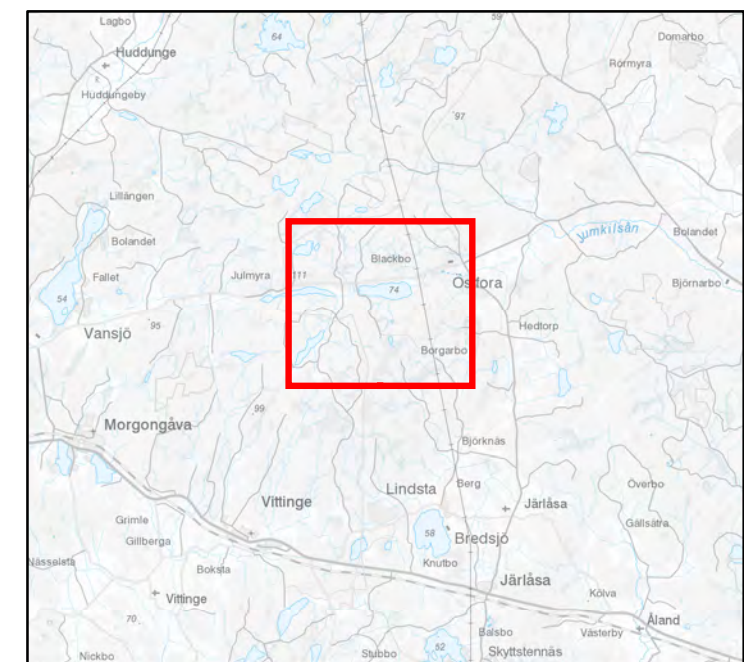 Lagbo
59
Domarbo
64
Huddunge
Rörmyra
Huddungeby
97
Lillängen
Jumkilsån
Bolandet
Bolandet
Blackbo
Fallet
Julmyra
111
Björnarbo
54
74
Östfora
Vansjö
95
Hedtorp
Borgarbo
99
Morgongåva
Björknäs
Lindsta
Berg
Överbo
Vittinge
Järlåsa
Grimle
58
Gällsätra
Gillberga
Bredsjö
Nässelsta
Boksta
Knutbo
Järlåsa
Vittinge
Kölva
70
Åland
Balsbo
Västerby
Nickbo
Stubbo
52
Skyttstennäs